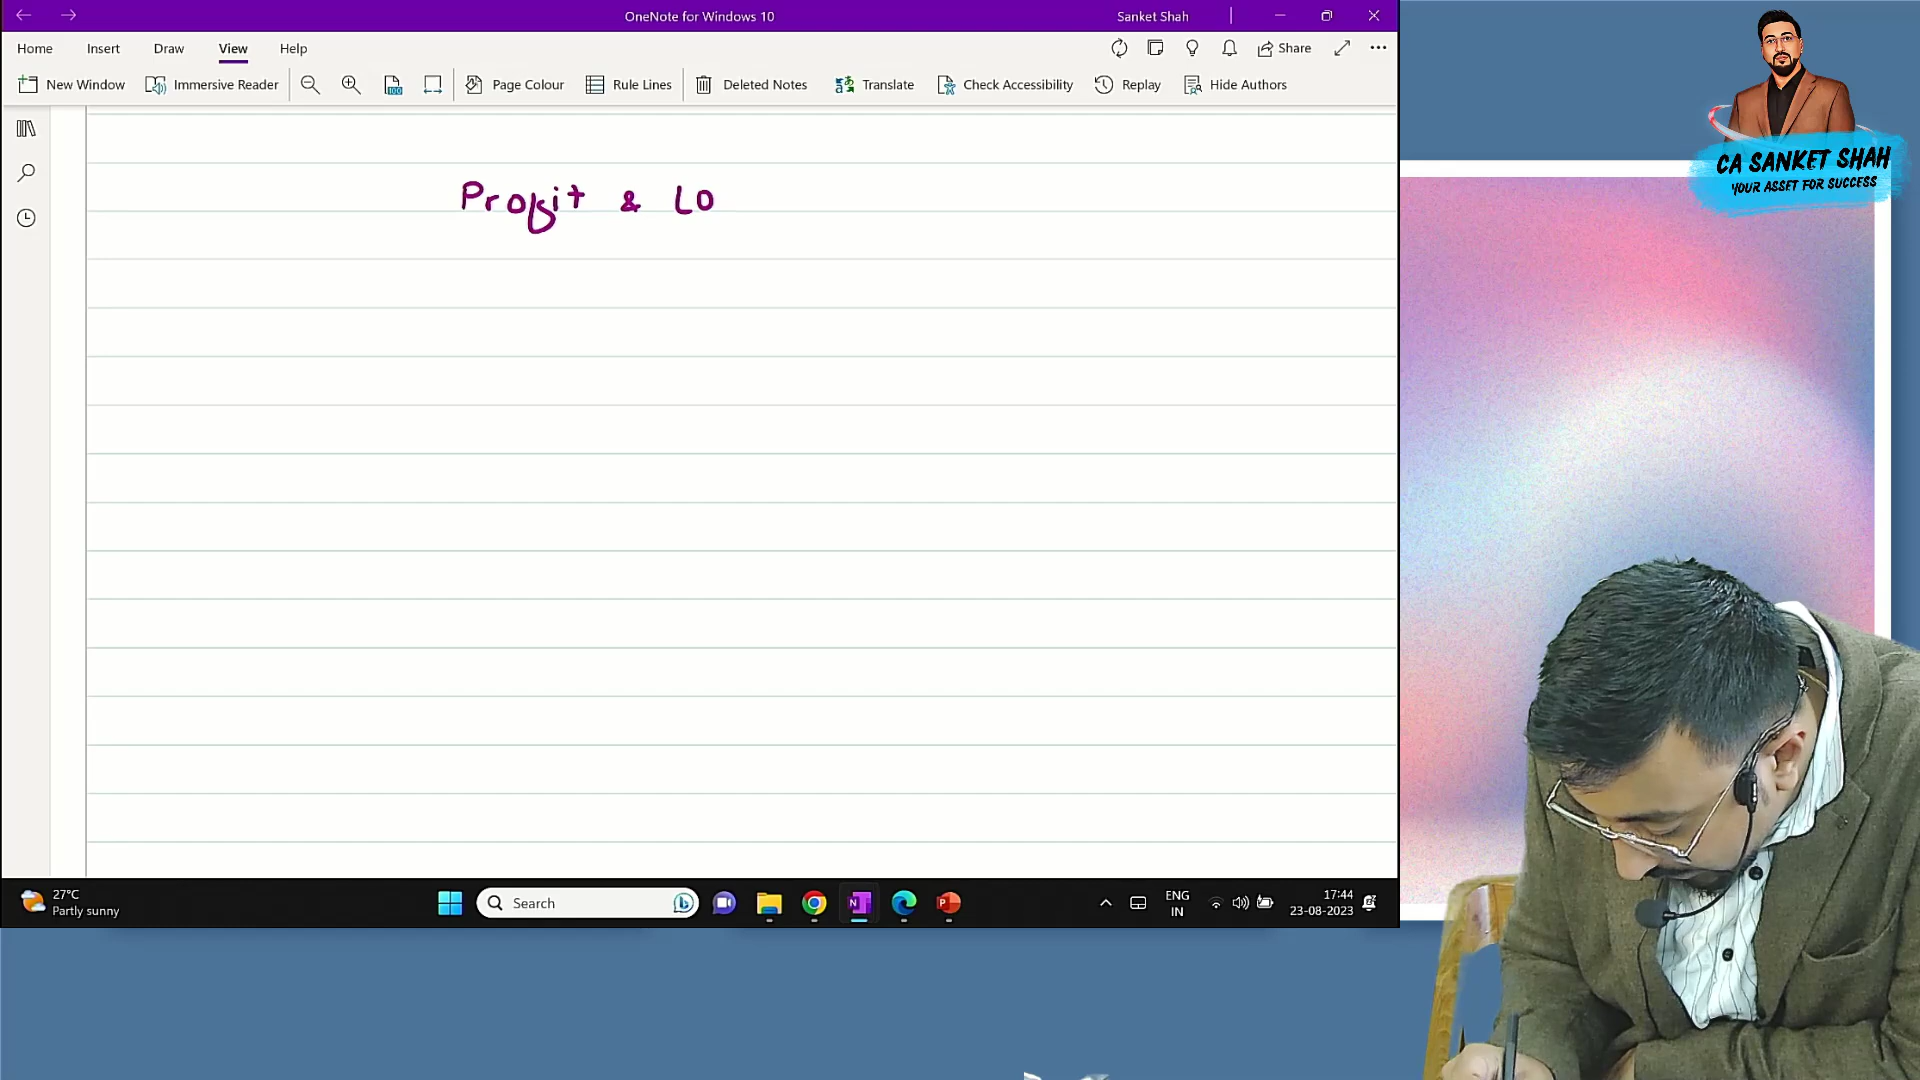 OneNote for Windows 10
Sanket Shah
Home Insert Draw View Help
Share
New Window Immersive Reader Page Colour Rule Lines Deleted Notes Translate Check Accessibility Replay Hide Authors
CA SANKET SHAH
YOUR ASSET FOR SUCCESS
Profit & LO
27°C
Partly sunny
Search
ENG
IN
17:44
23-08-2023